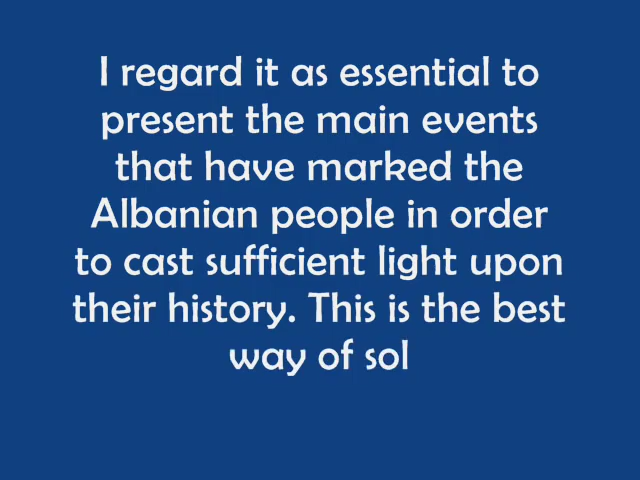 I regard it as essential to
present the main events
that have marked the
Albanian people in order
to cast sufficient light upon
their history. This is the best
way of sol